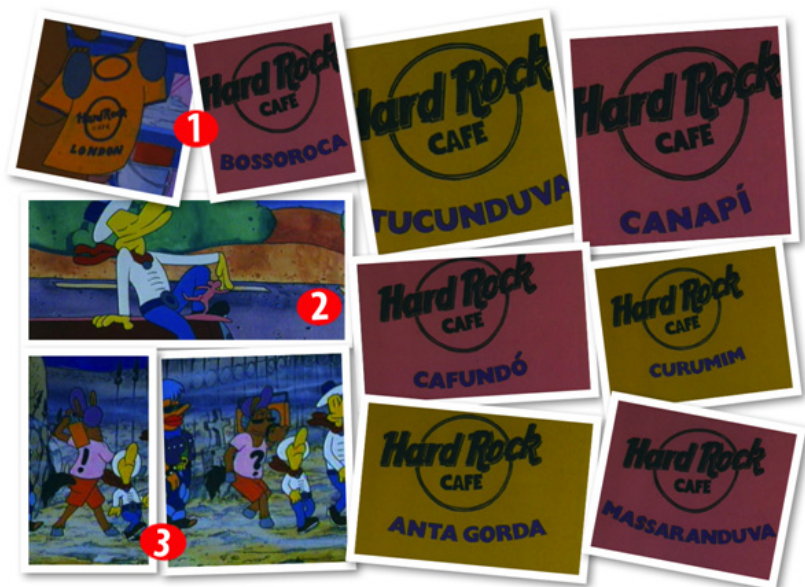 Hard Rock
CAFE
LONDON
1
Hard Rock
CAFE
BOSSOROCA
Hard Rock
CAFE
TUCUNDUVA
Hard Rock
CAFE
CANAPÍ
2
Hard Rock
CAFE
CAFUNDÓ
Hard Rock
CAFE
CURUMIM
!
?
3
Hard Rock
CAFE
ANTA GORDA
Hard Rock
CAFE
MASSARANDUVA